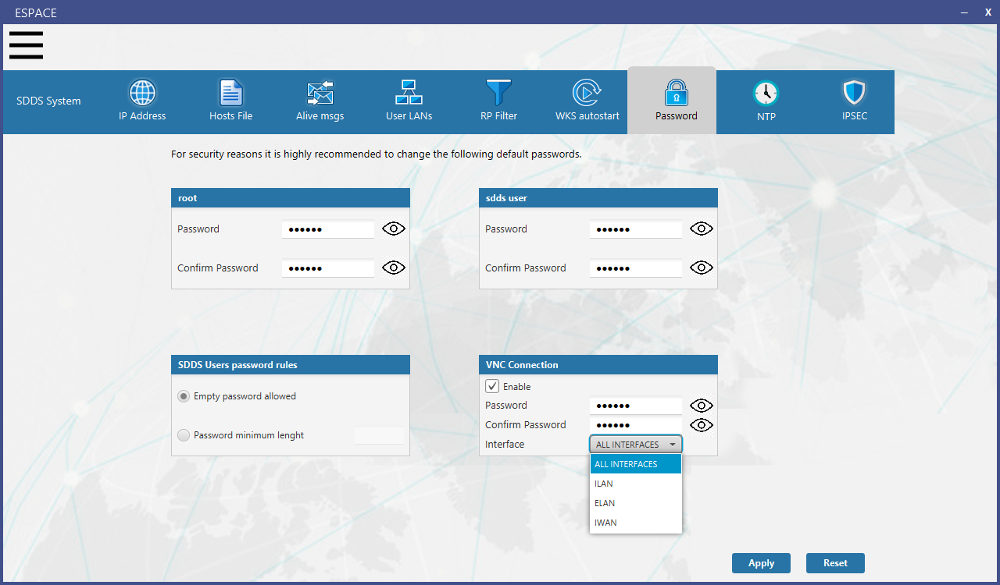 ESPACE
– X
SDDS System
IP Address
Hosts File
Alive msgs
User LANs
RP Filter
WKS autostart
Password
NTP
IPSEC
For security reasons it is highly recommended to change the following default passwords.
root
Password ••••••
Confirm Password ••••••
sdds user
Password ••••••
Confirm Password ••••••
SDDS Users password rules
Empty password allowed
Password minimum lenght
VNC Connection
Enable
Password ••••••
Confirm Password ••••••
Interface ALL INTERFACES
ALL INTERFACES
ILAN
ELAN
IWAN
Apply Reset